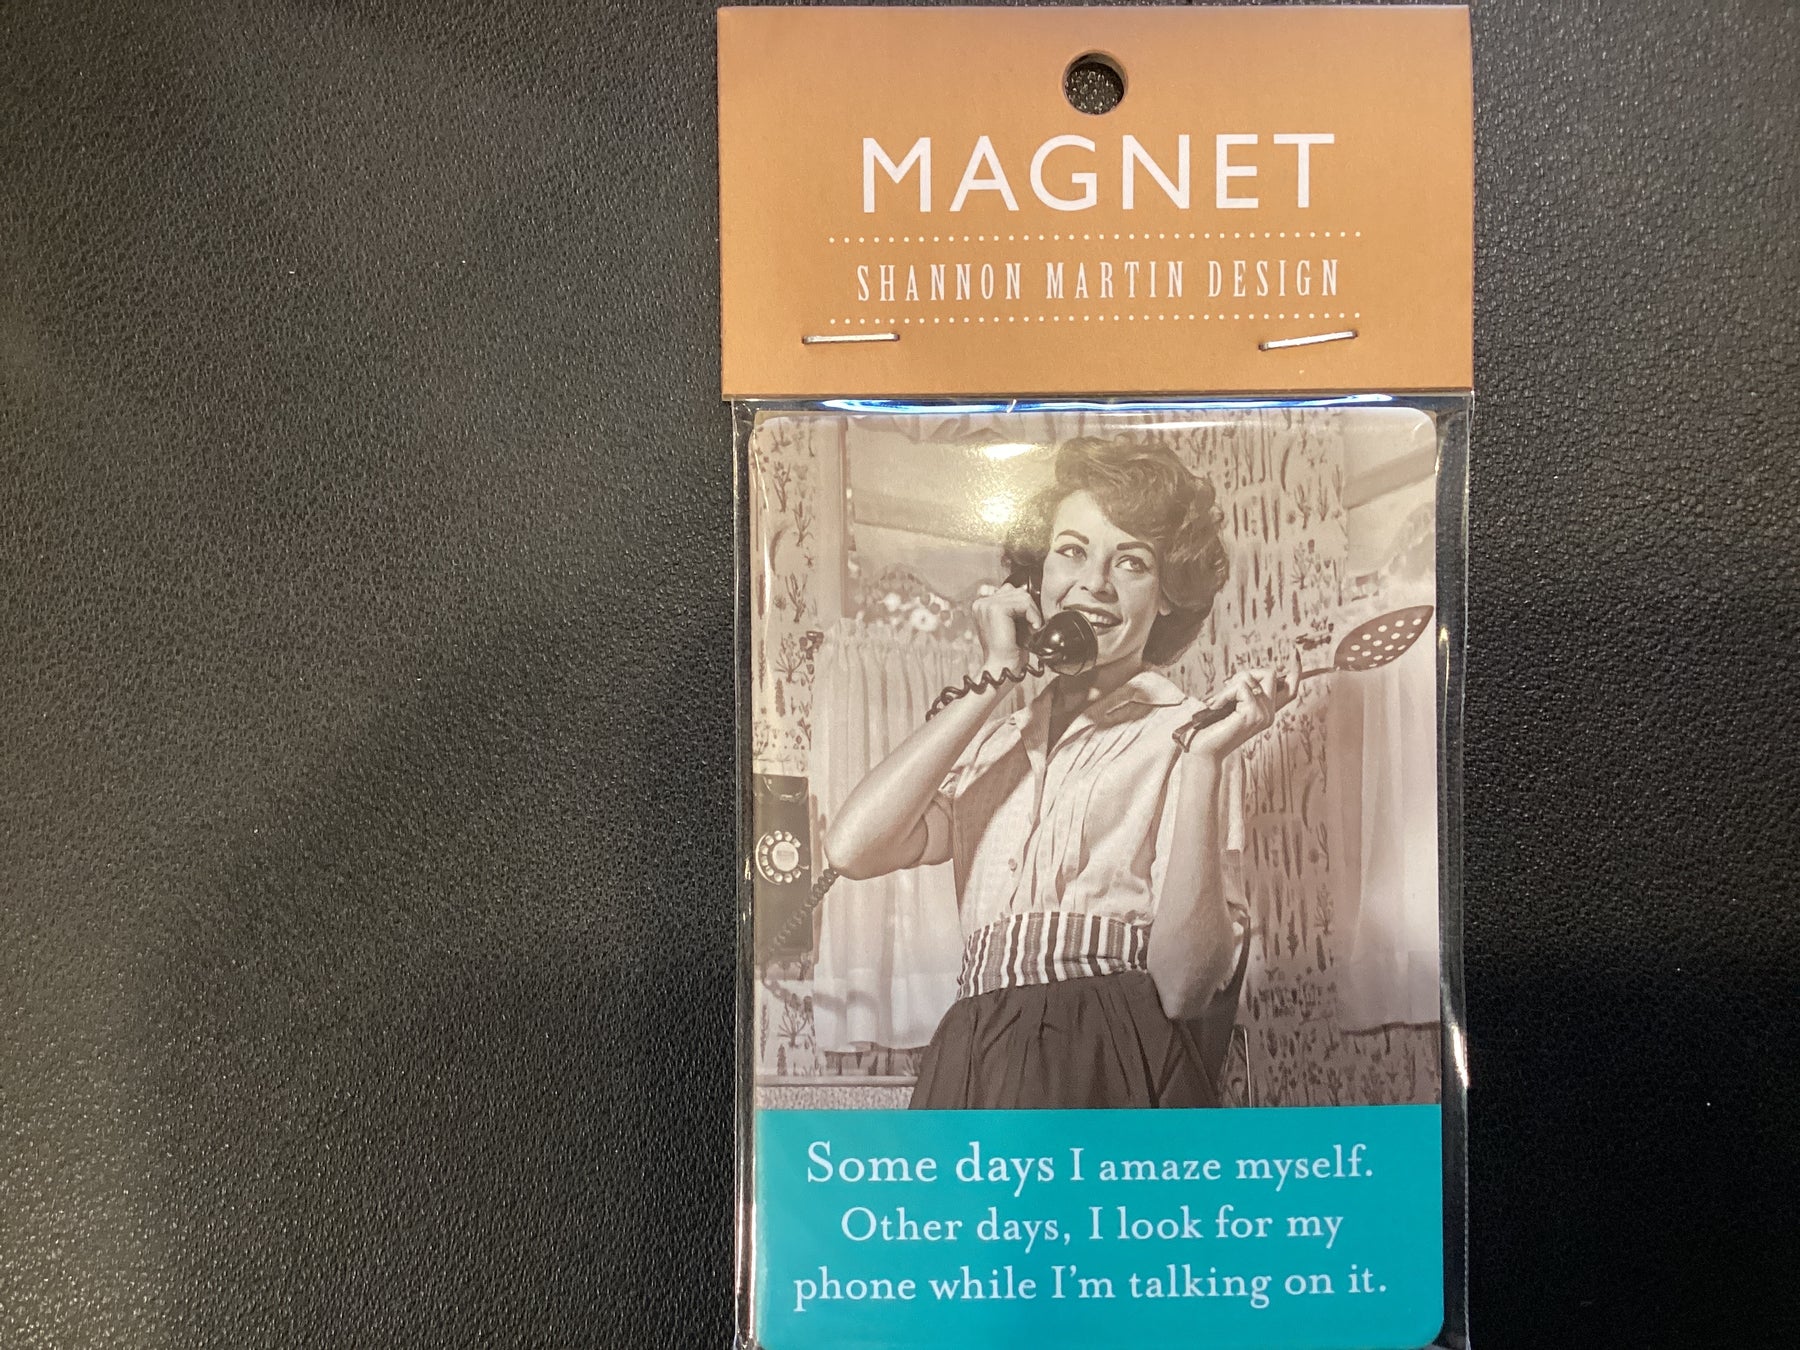 MAGNET
SHANNON MARTIN DESIGN
Some days I amaze myself.
Other days, I look for my
phone while I'm talking on it.